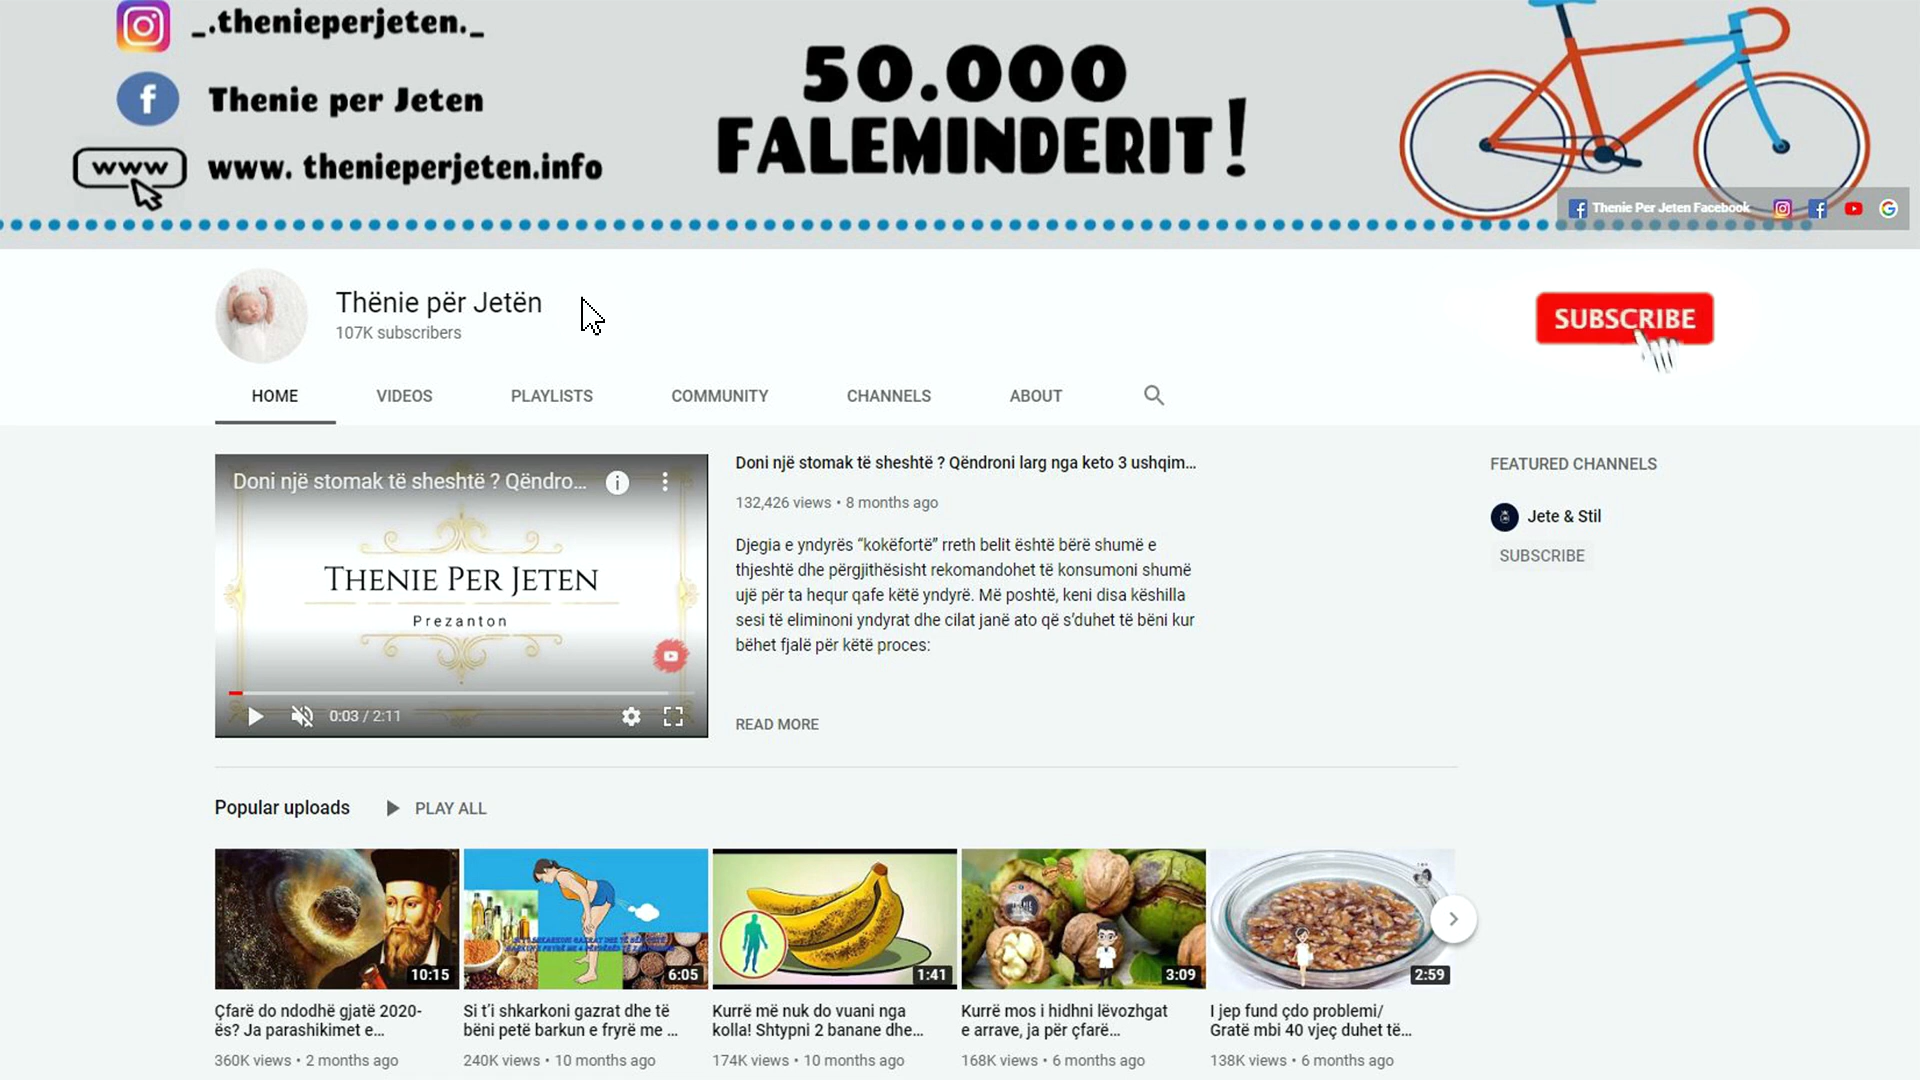 _.thenieperjeten._
Thenie per Jeten
www
www. thenieperjeten.info
50.000
FALEMINDERIT!
Thenie Per Jeten Facebook
Thënie për Jetën
107K subscribers
SUBSCRIBE
HOME
VIDEOS
PLAYLISTS
COMMUNITY
CHANNELS
ABOUT
Doni një stomak të sheshtë ? Qëndro...
THENIE PER JETEN
Prezanton
0:03 / 2:11
Doni një stomak të sheshtë ? Qëndroni larg nga keto 3 ushqim...
132,426 views • 8 months ago
Djegia e yndyrës “kokëfortë” rreth belit është bërë shumë e
thjeshtë dhe përgjithësisht rekomandohet të konsumoni shumë
ujë për ta hequr qafe këtë yndyrë. Më poshtë, keni disa këshilla
sesi të eliminoni yndyrat dhe cilat janë ato që s’duhet të bëni kur
bëhet fjalë për këtë proces:
READ MORE
FEATURED CHANNELS
Jete & Stil
SUBSCRIBE
Popular uploads
PLAY ALL
10:15
6:05
1:41
3:09
2:59
Çfarë do ndodhë gjatë 2020-
ës? Ja parashikimet e...
360K views • 2 months ago
Si t’i shkarkoni gazrat dhe të
bëni petë barkun e fryrë me ...
240K views • 10 months ago
Kurrë më nuk do vuani nga
kolla! Shtypni 2 banane dhe...
174K views • 10 months ago
Kurrë mos i hidhni lëvozhgat
e arrave, ja për çfarë...
168K views • 6 months ago
I jep fund çdo problemi/
Gratë mbi 40 vjeç duhet të...
138K views • 6 months ago